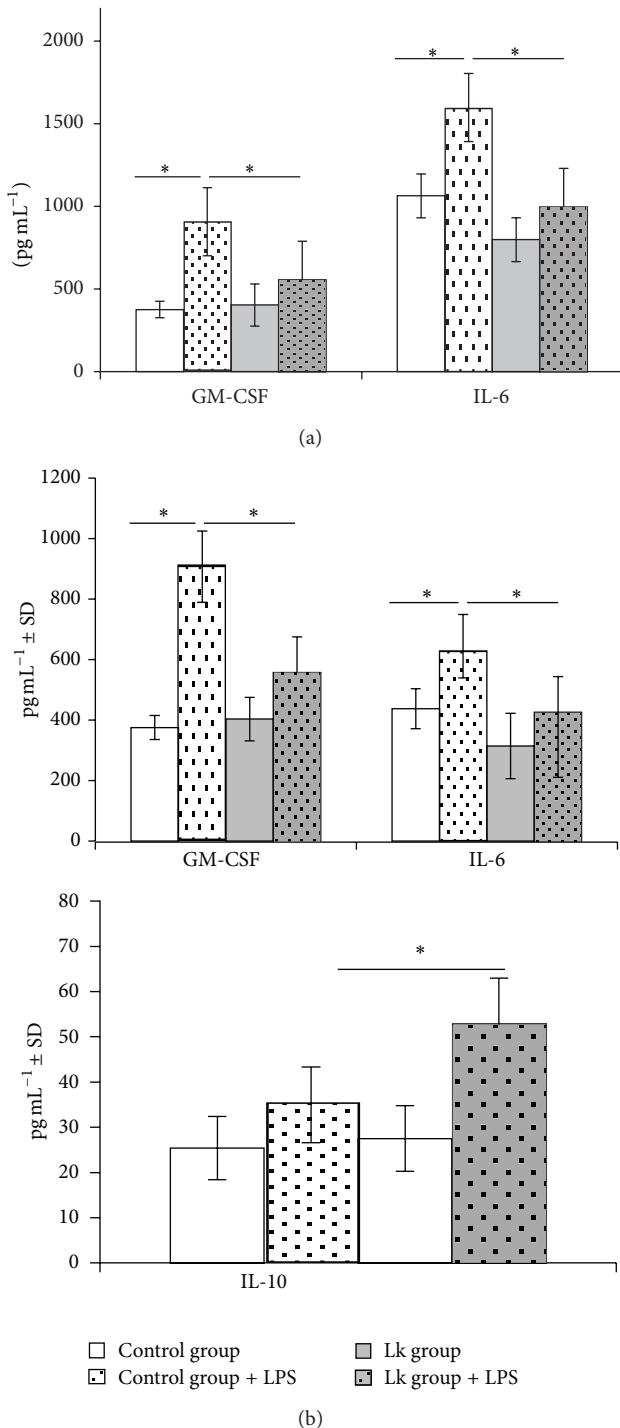 2000
1500
1000
500
0
(pg mL−1)
* *
* *
GM-CSF IL-6
(a)
1200
1000
800
600
400
200
0
pg mL−1 ± SD
* *
* *
GM-CSF IL-6
80
70
60
50
40
30
20
10
0
pg mL−1 ± SD
*
IL-10
Control group Lk group
Control group + LPS Lk group + LPS
(b)